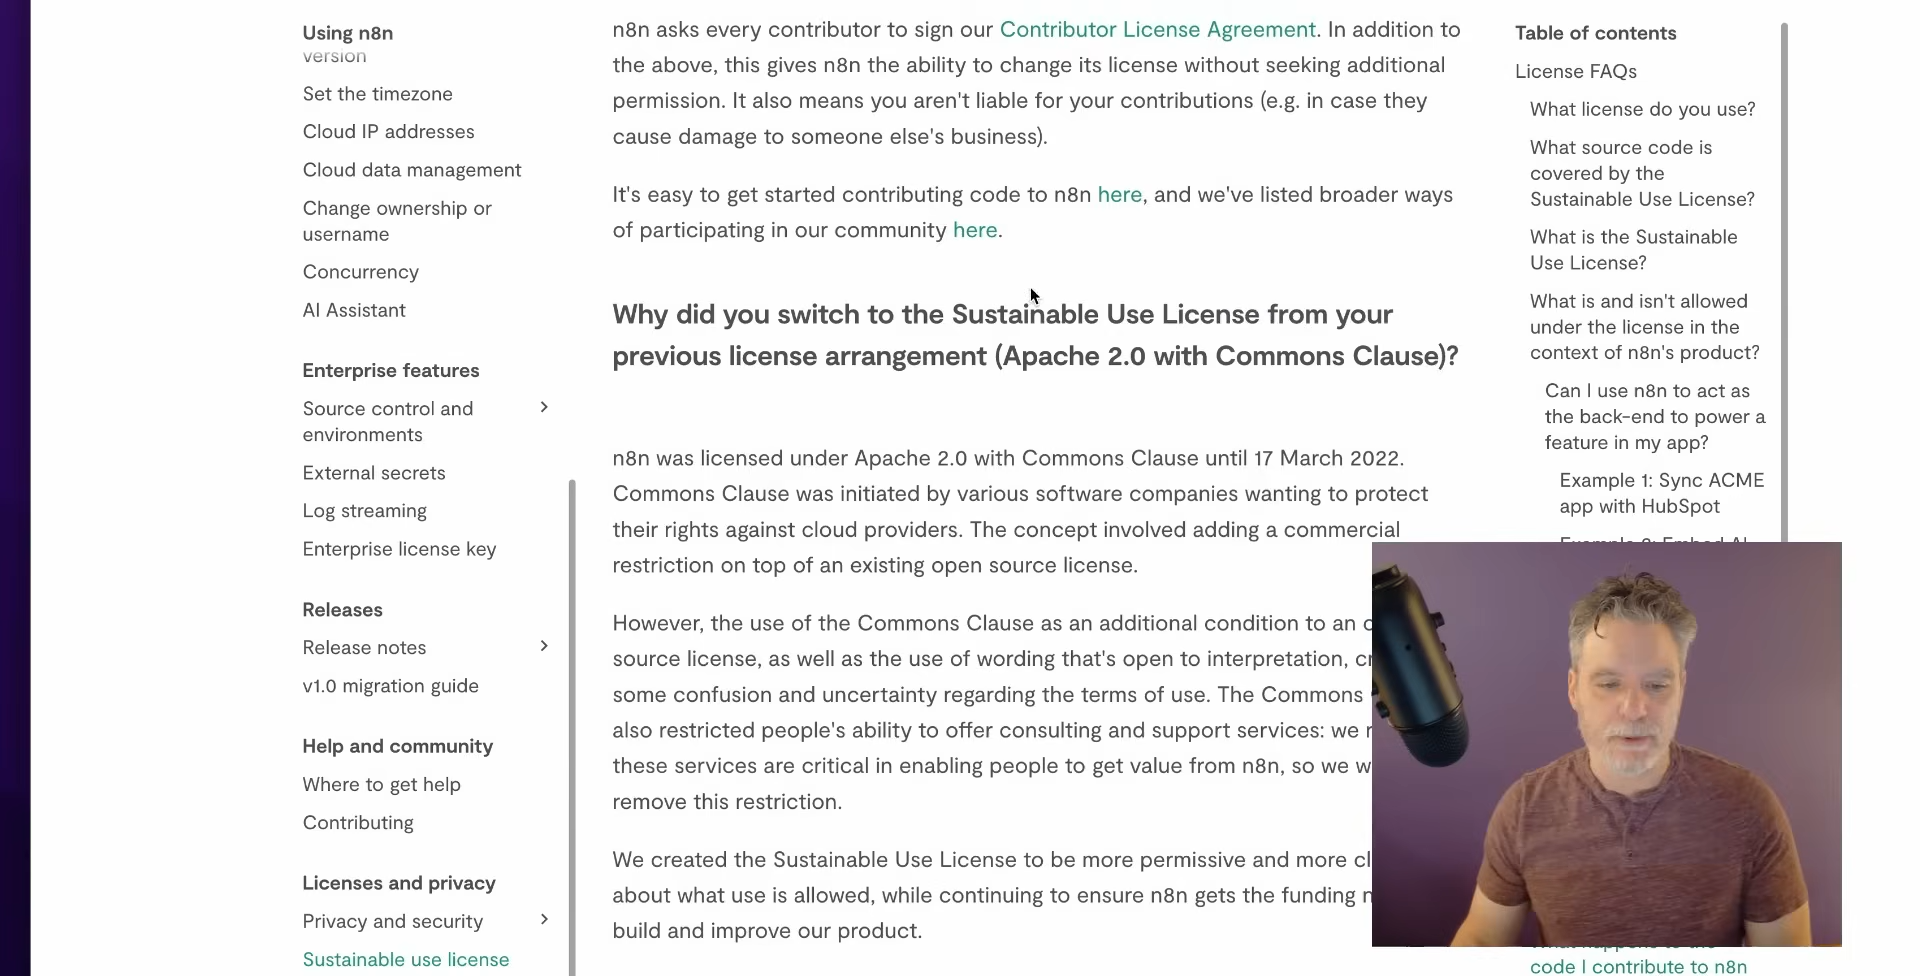 Using n8n
version
Set the timezone
Cloud IP addresses
Cloud data management
Change ownership or
username
Concurrency
AI Assistant
Enterprise features
Source control and
environments
External secrets
Log streaming
Enterprise license key
Releases
Release notes
v1.0 migration guide
Help and community
Where to get help
Contributing
Licenses and privacy
Privacy and security
Sustainable use license
n8n asks every contributor to sign our Contributor License Agreement. In addition to
the above, this gives n8n the ability to change its license without seeking additional
permission. It also means you aren't liable for your contributions (e.g. in case they
cause damage to someone else's business).
It's easy to get started contributing code to n8n here, and we've listed broader ways
of participating in our community here.
Why did you switch to the Sustainable Use License from your
previous license arrangement (Apache 2.0 with Commons Clause)?
n8n was licensed under Apache 2.0 with Commons Clause until 17 March 2022.
Commons Clause was initiated by various software companies wanting to protect
their rights against cloud providers. The concept involved adding a commercial
restriction on top of an existing open source license.
However, the use of the Commons Clause as an additional condition to an
source license, as well as the use of wording that's open to interpretation,
some confusion and uncertainty regarding the terms of use. The Commons
also restricted people's ability to offer consulting and support services: we
these services are critical in enabling people to get value from n8n, so we
remove this restriction.
We created the Sustainable Use License to be more permissive and more
about what use is allowed, while continuing to ensure n8n gets the funding
build and improve our product.
Table of contents
License FAQs
What license do you use?
What source code is
covered by the
Sustainable Use License?
What is the Sustainable
Use License?
What is and isn't allowed
under the license in the
context of n8n's product?
Can I use n8n to act as
the back-end to power a
feature in my app?
Example 1: Sync ACME
app with HubSpot
code I contribute to n8n